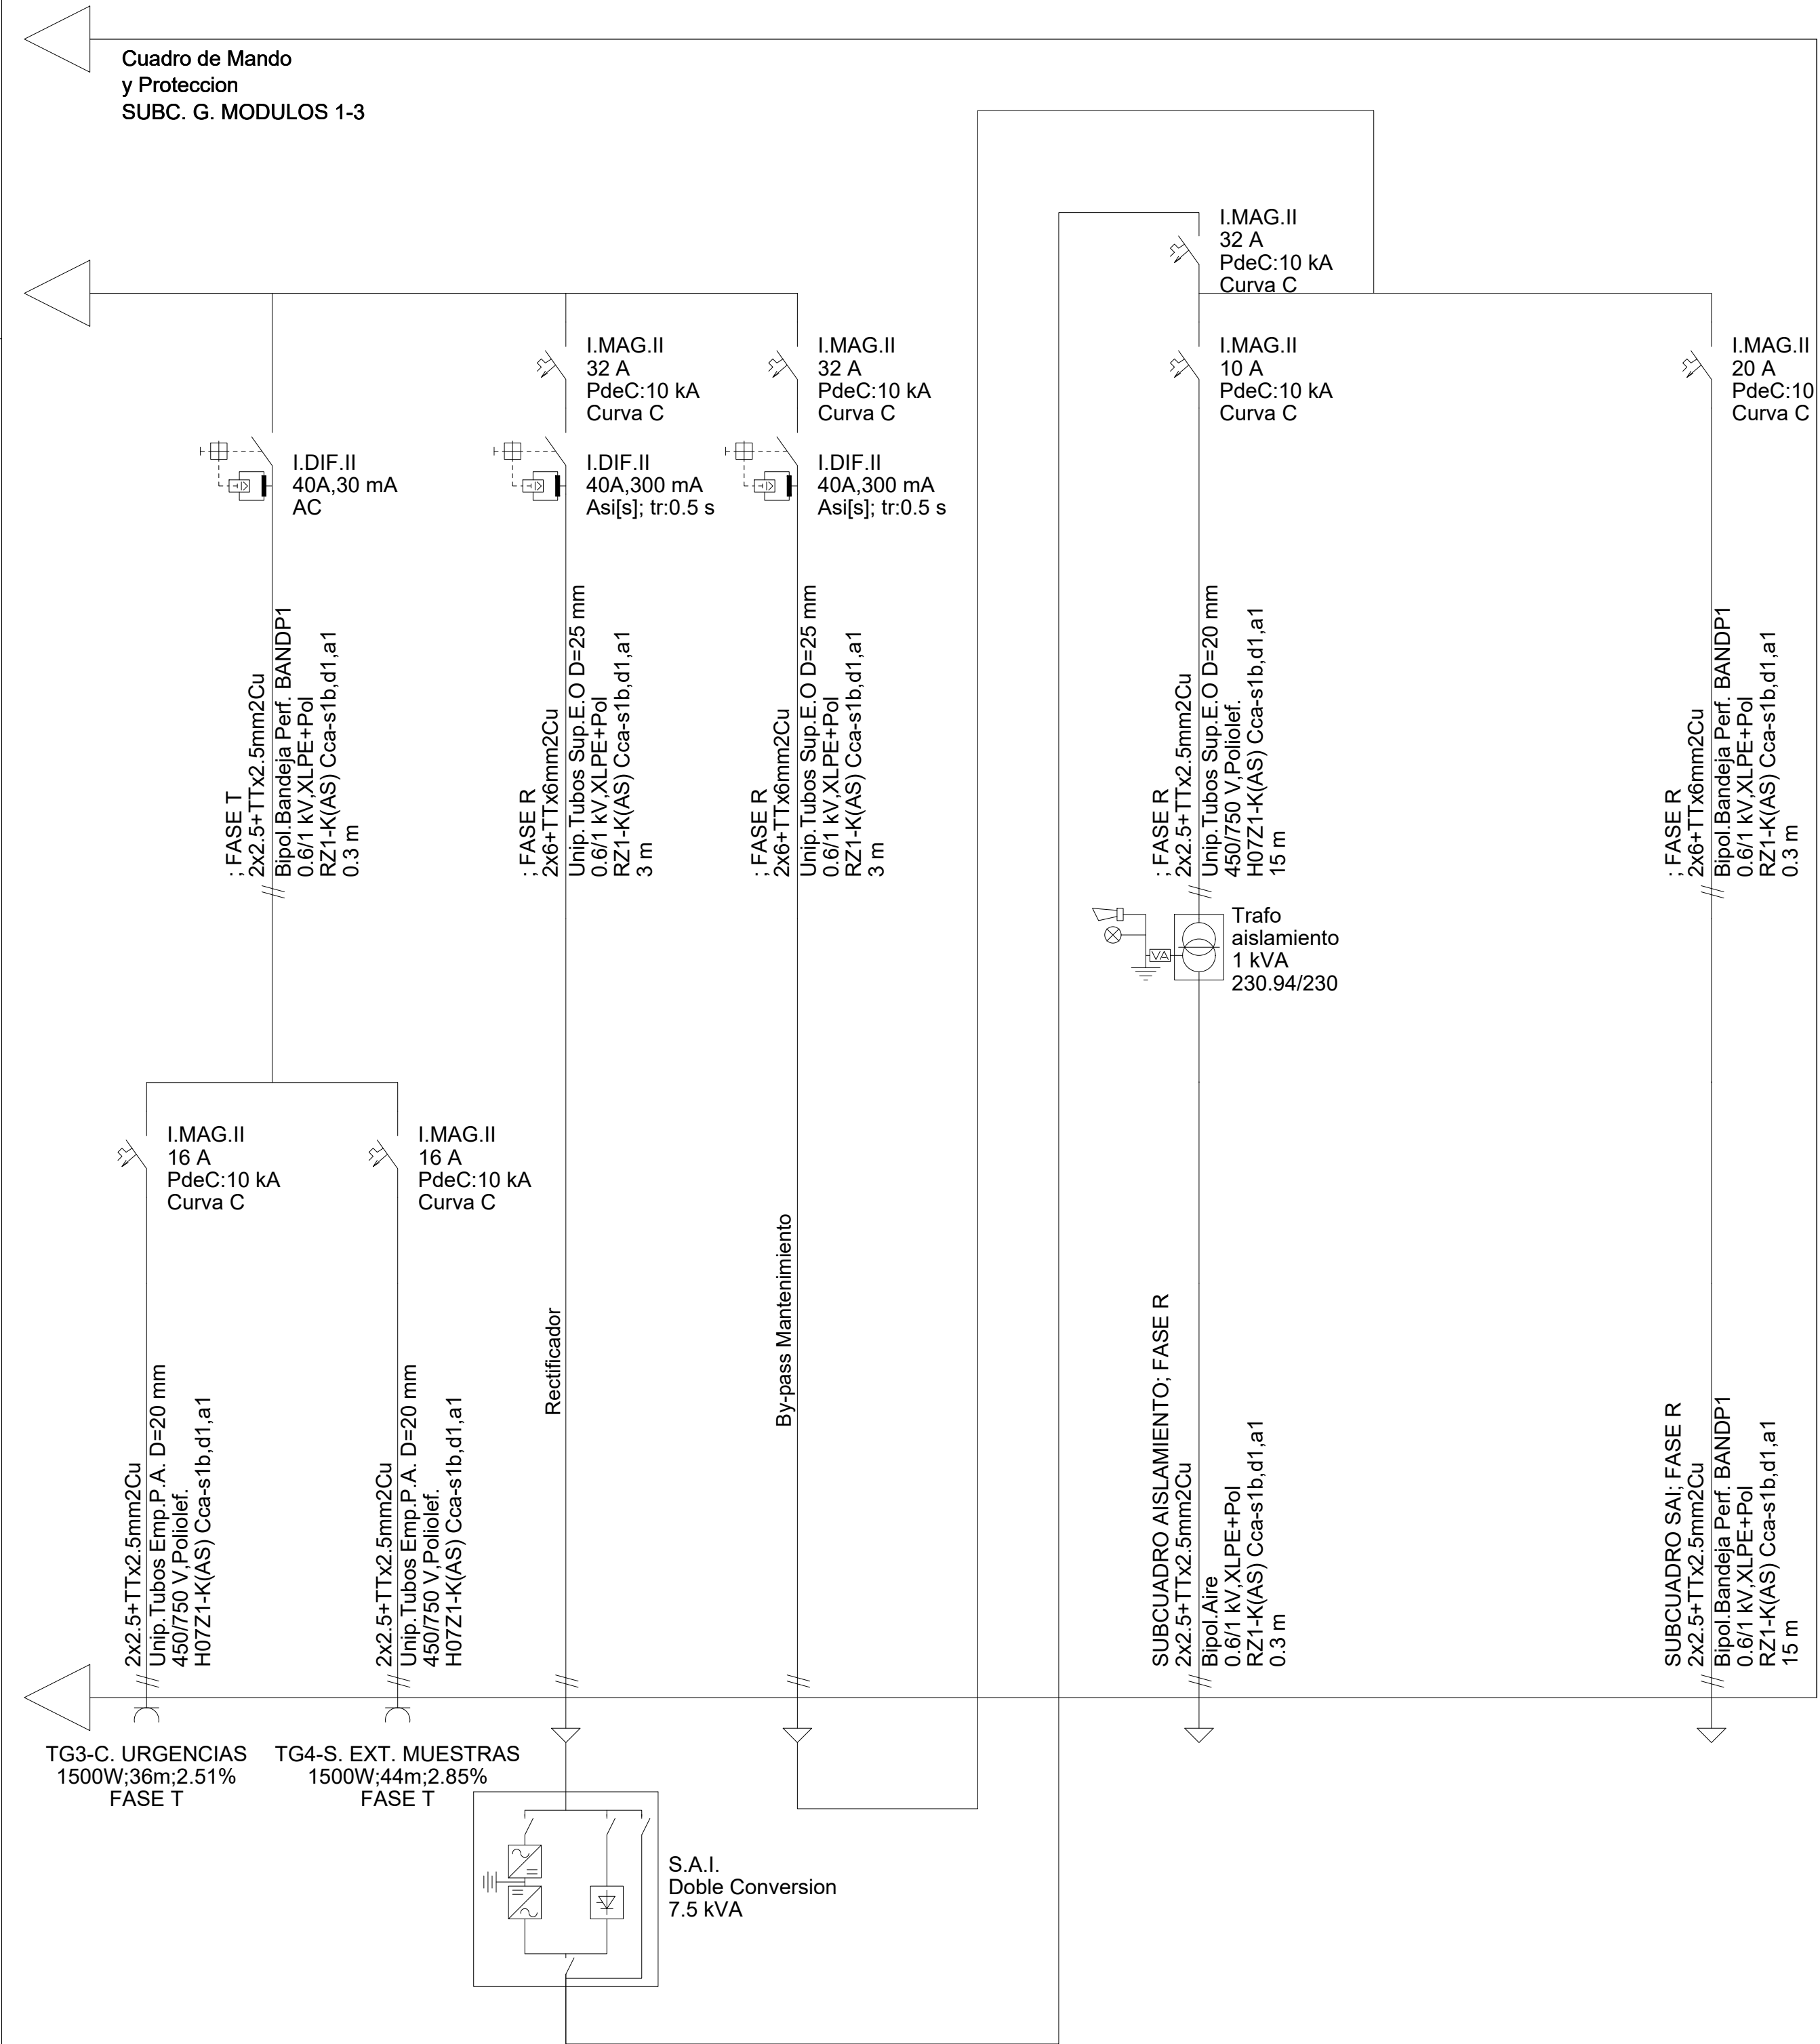 Cuadro de Mando
y Proteccion
SUBC. G. MODULOS 1-3
I.MAG.II
32 A
PdeC:10 kA
Curva C
I.MAG.II
32 A
PdeC:10 kA
Curva C
I.MAG.II
32 A
PdeC:10 kA
Curva C
I.MAG.II
10 A
PdeC:10 kA
Curva C
I.MAG.II
20 A
PdeC:10
Curva C
I.DIF.II
40A,30 mA
AC
I.DIF.II
40A,300 mA
Asi[s]; tr:0.5 s
I.DIF.II
40A,300 mA
Asi[s]; tr:0.5 s
; FASE T
2x2.5+TTx2.5mm2Cu
Bipol.Bandeja Perf. BANDP1
0.6/1 kV,XLPE+Pol
RZ1-K(AS) Cca-s1b,d1,a1
0.3 m
; FASE R
2x6+TTx6mm2Cu
Unip.Tubos Sup.E.O D=25 mm
0.6/1 kV,XLPE+Pol
RZ1-K(AS) Cca-s1b,d1,a1
3 m
; FASE R
2x6+TTx6mm2Cu
Unip.Tubos Sup.E.O D=25 mm
0.6/1 kV,XLPE+Pol
RZ1-K(AS) Cca-s1b,d1,a1
3 m
; FASE R
2x2.5+TTx2.5mm2Cu
Unip.Tubos Sup.E.O D=20 mm
450/750 V,Poliolef.
H07Z1-K(AS) Cca-s1b,d1,a1
15 m
; FASE R
2x6+TTx6mm2Cu
Bipol.Bandeja Perf. BANDP1
0.6/1 kV,XLPE+Pol
RZ1-K(AS) Cca-s1b,d1,a1
0.3 m
VA
Trafo
aislamiento
1 kVA
230.94/230
I.MAG.II
16 A
PdeC:10 kA
Curva C
I.MAG.II
16 A
PdeC:10 kA
Curva C
2x2.5+TTx2.5mm2Cu
Unip.Tubos Emp.P.A. D=20 mm
450/750 V,Poliolef.
H07Z1-K(AS) Cca-s1b,d1,a1
2x2.5+TTx2.5mm2Cu
Unip.Tubos Emp.P.A. D=20 mm
450/750 V,Poliolef.
H07Z1-K(AS) Cca-s1b,d1,a1
Rectificador
By-pass Mantenimiento
SUBCUADRO AISLAMIENTO; FASE R
2x2.5+TTx2.5mm2Cu
Bipol.Aire
0.6/1 kV,XLPE+Pol
RZ1-K(AS) Cca-s1b,d1,a1
0.3 m
SUBCUADRO SAI; FASE R
2x2.5+TTx2.5mm2Cu
Bipol.Bandeja Perf. BANDP1
0.6/1 kV,XLPE+Pol
RZ1-K(AS) Cca-s1b,d1,a1
15 m
TG3-C. URGENCIAS
1500W;36m;2.51%
FASE T
TG4-S. EXT. MUESTRAS
1500W;44m;2.85%
FASE T
S.A.I.
Doble Conversion
7.5 kVA